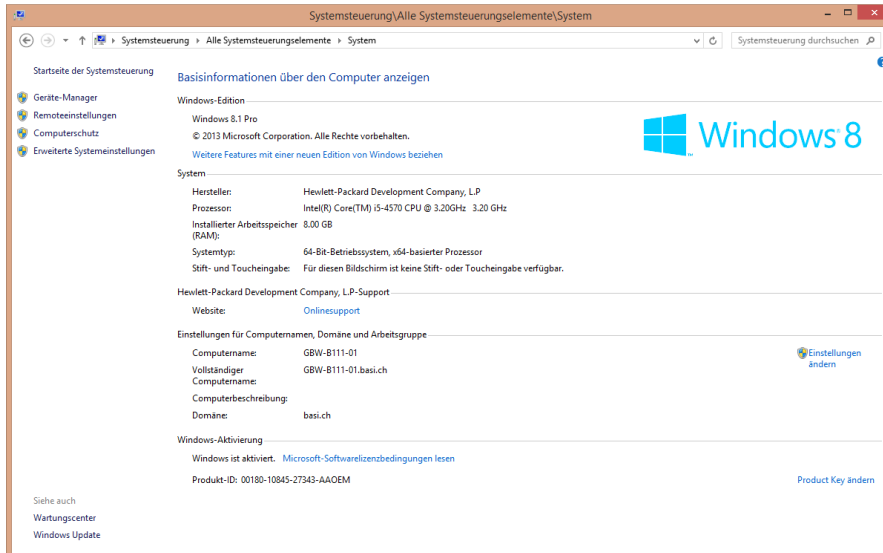 Systemsteuerung\Alle Systemsteuerungselemente\System
Systemsteuerung Alle Systemsteuerungselemente System
Systemsteuerung durchsuchen
Startseite der Systemsteuerung
Geräte-Manager
Remoteeinstellungen
Computerschutz
Erweiterte Systemeinstellungen
Basisinformationen über den Computer anzeigen
Windows-Edition
Windows 8.1 Pro
© 2013 Microsoft Corporation. Alle Rechte vorbehalten.
Weitere Features mit einer neuen Edition von Windows beziehen
Windows 8
System
Hersteller: Hewlett-Packard Development Company, L.P
Prozessor: Intel(R) Core(TM) i5-4570 CPU @ 3.20GHz 3.20 GHz
Installierter Arbeitsspeicher 8.00 GB
(RAM):
Systemtyp: 64-Bit-Betriebssystem, x64-basierter Prozessor
Stift- und Toucheingabe: Für diesen Bildschirm ist keine Stift- oder Toucheingabe verfügbar.
Hewlett-Packard Development Company, L.P-Support
Website: Onlinesupport
Einstellungen für Computernamen, Domäne und Arbeitsgruppe
Computername: GBW-B111-01
Einstellungen
ändern
Vollständiger GBW-B111-01.basi.ch
Computername:
Computerbeschreibung:
Domäne: basi.ch
Windows-Aktivierung
Windows ist aktiviert. Microsoft-Softwarelizenzbedingungen lesen
Produkt-ID: 00180-10845-27343-AAOEM
Product Key ändern
Siehe auch
Wartungscenter
Windows Update